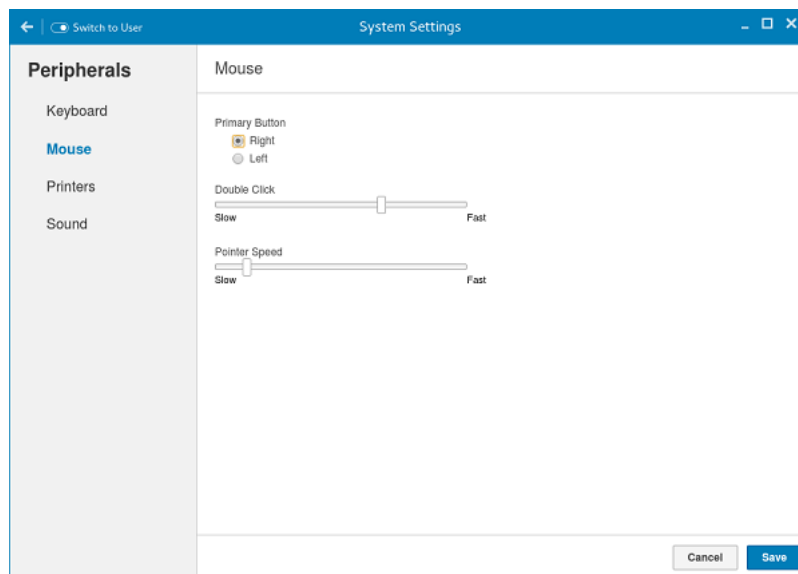 Switch to User
System Settings
Peripherals
Keyboard
Mouse
Printers
Sound
Mouse
Primary Button
Right
Left
Double Click
Slow Fast
Pointer Speed
Slow Fast
Cancel Save